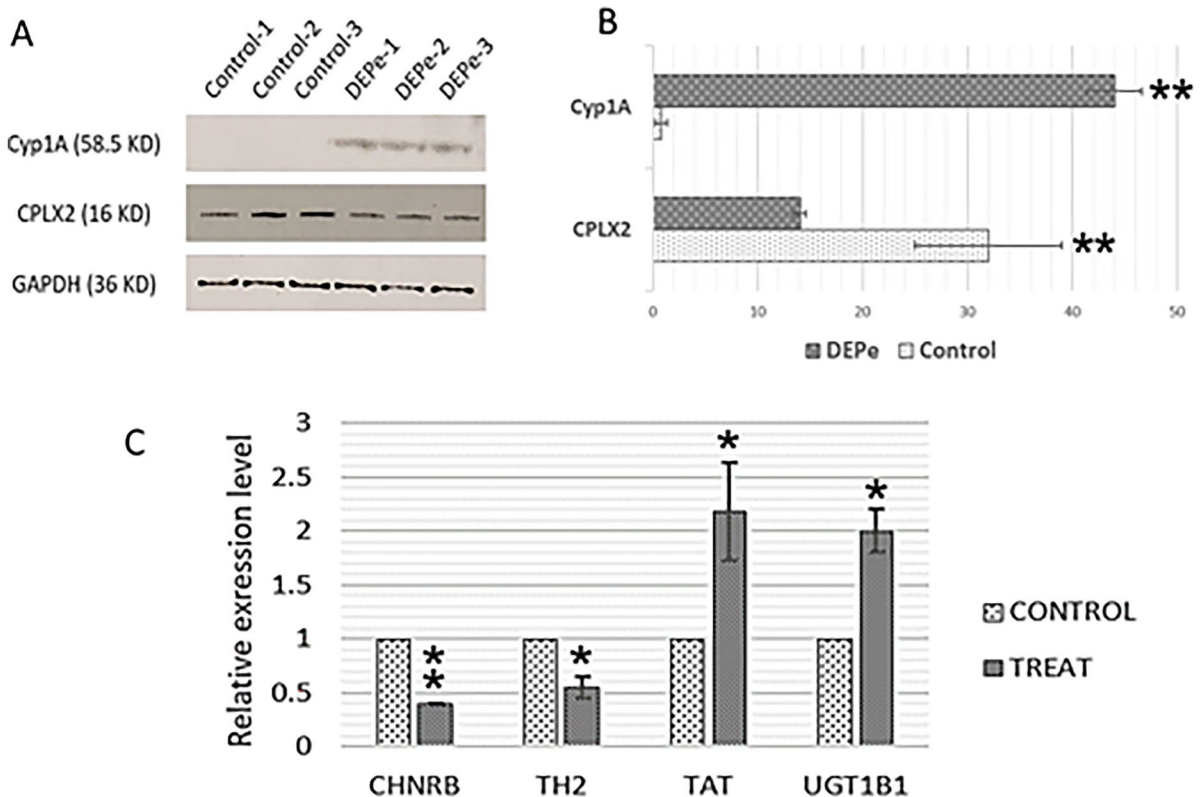 A
Control-1 Control-2 Control-3 DEPe-1 DEPe-2 DEPe-3
Cyp1A (58.5 KD)
CPLX2 (16 KD)
GAPDH (36 KD)
B
Cyp1A **
CPLX2 **
0 10 20 30 40 50
DEPe Control
C
Relative exression level
3
2.5
2
1.5
1
0.5
0
* *
* *
*
*
CHNRB TH2 TAT UGT1B1
CONTROL
TREAT